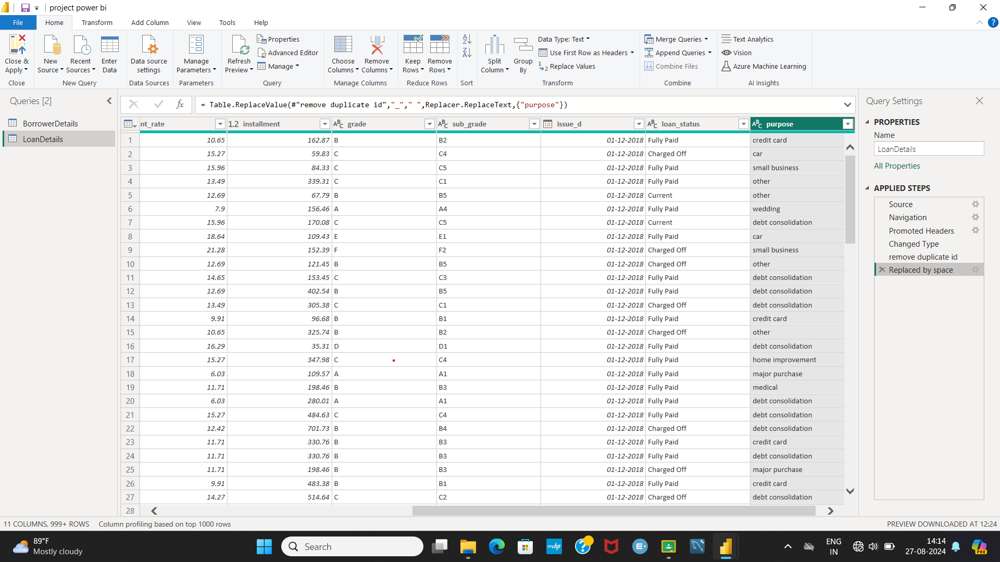 project power bi
File Home Transform Add Column View Tools Help
Close & Apply
New Source
Recent Sources
Enter Data
Data source settings
Manage Parameters
Refresh Preview
Properties
Advanced Editor
Manage
Choose Columns
Remove Columns
Keep Rows
Remove Rows
Split Column
Group By
Data Type: Text
Use First Row as Headers
Replace Values
Merge Queries
Append Queries
Combine Files
Text Analytics
Vision
Azure Machine Learning
Close New Query Data Sources Parameters Query Manage Columns Reduce Rows Sort Transform Combine AI Insights
Queries [2]
BorrowerDetails
LoanDetails
fx = Table.ReplaceValue(#"remove duplicate id","_"," ",Replacer.ReplaceText,{"purpose"})
nt_rate 1.2 installment ABC grade ABC sub_grade issue_d ABC loan_status ABC purpose
1 10.65 162.87 B B2 01-12-2018 Fully Paid credit card
2 15.27 59.83 C C4 01-12-2018 Charged Off car
3 15.96 84.33 C C5 01-12-2018 Fully Paid small business
4 13.49 339.31 C C1 01-12-2018 Fully Paid other
5 12.69 67.79 B B5 01-12-2018 Current other
6 7.9 156.46 A A4 01-12-2018 Fully Paid wedding
7 15.96 170.08 C C5 01-12-2018 Current debt consolidation
8 18.64 109.43 E E1 01-12-2018 Fully Paid car
9 21.28 152.39 F F2 01-12-2018 Charged Off small business
10 12.69 121.45 B B5 01-12-2018 Charged Off other
11 14.65 153.45 C C3 01-12-2018 Fully Paid debt consolidation
12 12.69 402.54 B B5 01-12-2018 Fully Paid debt consolidation
13 13.49 305.38 C C1 01-12-2018 Charged Off debt consolidation
14 9.91 96.68 B B1 01-12-2018 Fully Paid credit card
15 10.65 325.74 B B2 01-12-2018 Charged Off other
16 16.29 35.31 D D1 01-12-2018 Fully Paid debt consolidation
17 15.27 347.98 C C4 01-12-2018 Fully Paid home improvement
18 6.03 109.57 A A1 01-12-2018 Fully Paid major purchase
19 11.71 198.46 B B3 01-12-2018 Fully Paid medical
20 6.03 280.01 A A1 01-12-2018 Fully Paid debt consolidation
21 15.27 484.63 C C4 01-12-2018 Fully Paid debt consolidation
22 12.42 701.73 B B4 01-12-2018 Charged Off debt consolidation
23 11.71 330.76 B B3 01-12-2018 Fully Paid credit card
24 11.71 330.76 B B3 01-12-2018 Fully Paid debt consolidation
25 11.71 198.46 B B3 01-12-2018 Charged Off major purchase
26 9.91 483.38 B B1 01-12-2018 Fully Paid credit card
27 14.27 514.64 C C2 01-12-2018 Charged Off debt consolidation
28
Query Settings
PROPERTIES
Name
LoanDetails
All Properties
APPLIED STEPS
Source
Navigation
Promoted Headers
Changed Type
remove duplicate id
Replaced by space
11 COLUMNS, 999+ ROWS Column profiling based on top 1000 rows PREVIEW DOWNLOADED AT 12:24
89°F
Mostly cloudy
Search
myhp
ENG
IN
14:14
27-08-2024
PRE